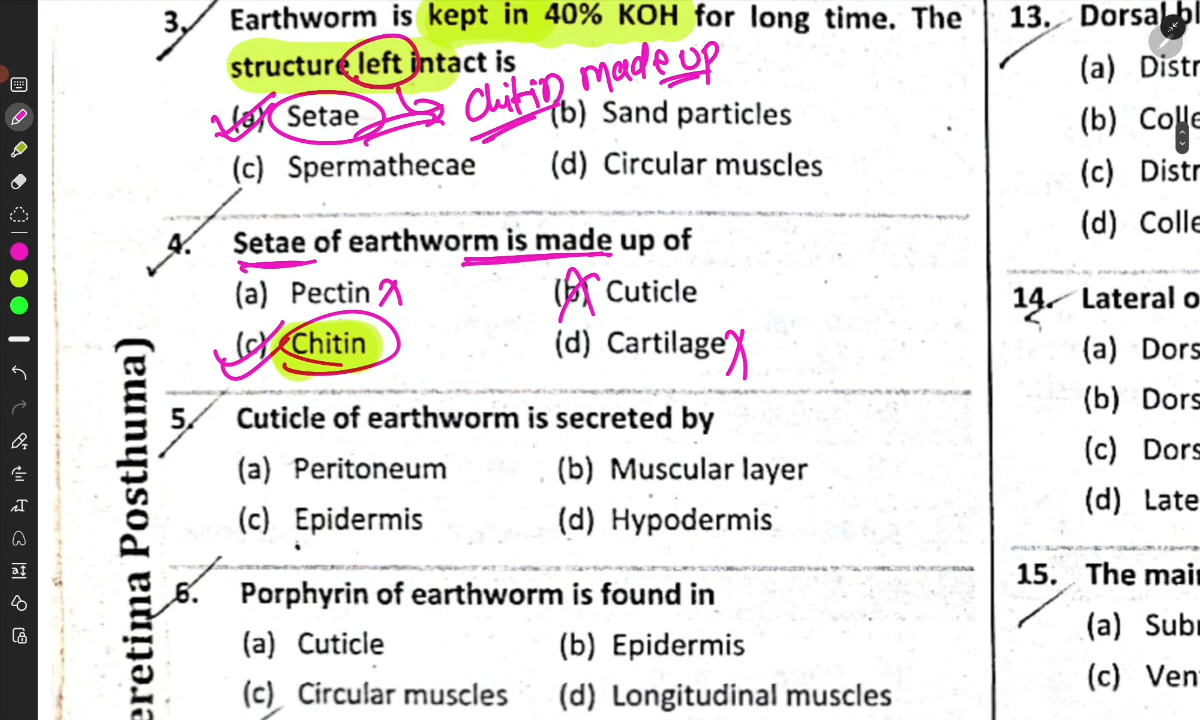 3. Earthworm is kept in 40% KOH for long time. The
structure left intact is
chitin made up
(a) Setae (b) Sand particles
(c) Spermathecae (d) Circular muscles
4. Setae of earthworm is made up of
(a) Pectin (b) Cuticle
(c) Chitin (d) Cartilage
5. Cuticle of earthworm is secreted by
(a) Peritoneum (b) Muscular layer
(c) Epidermis (d) Hypodermis
6. Porphyrin of earthworm is found in
(a) Cuticle (b) Epidermis
(c) Circular muscles (d) Longitudinal muscles
eretima Posthuma)
13. Dorsal bl
(a) Distr
(b) Colle
(c) Distr
(d) Colle
14. Lateral o
(a) Dors
(b) Dors
(c) Dors
(d) Late
15. The mai
(a) Sub
(c) Ven